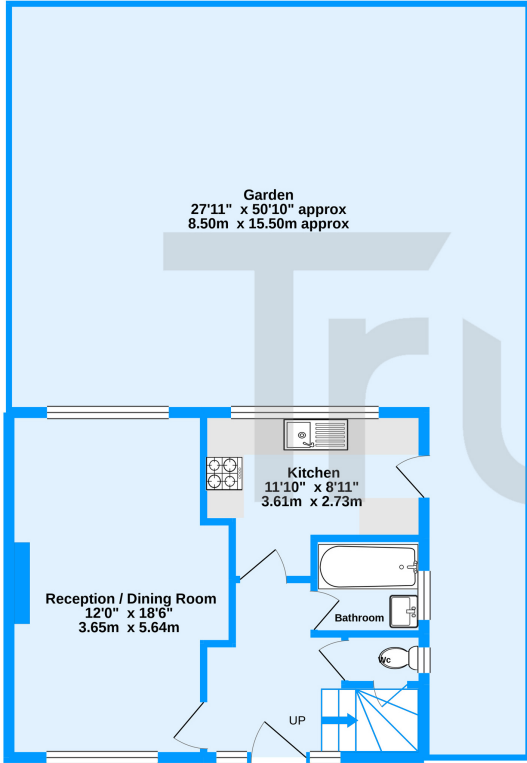 Garden
27'11" x 50'10" approx
8.50m x 15.50m approx
Tru
Kitchen
11'10" x 8'11"
3.61m x 2.73m
Reception / Dining Room
12'0" x 18'6"
3.65m x 5.64m
Bathroom
Wc
UP